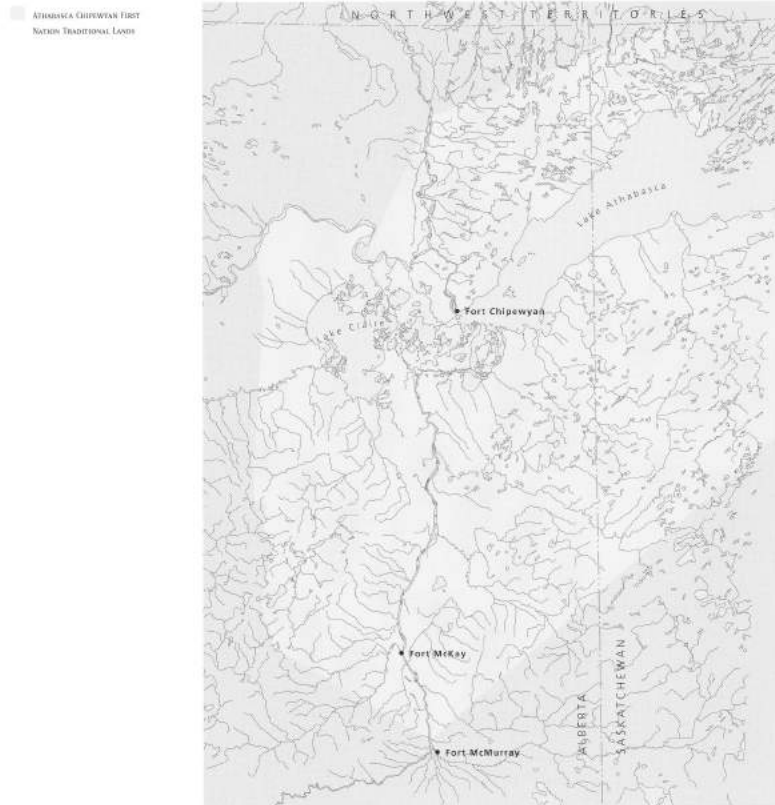 ATHABASCA CHIPEWYAN FIRST
NATION TRADITIONAL LANDS
NORTHWEST TERRITORIES
Lake Athabasca
Fort Chipewyan
Lake Claire
Fort McKay
ALBERTA
SASKATCHEWAN
Fort McMurray